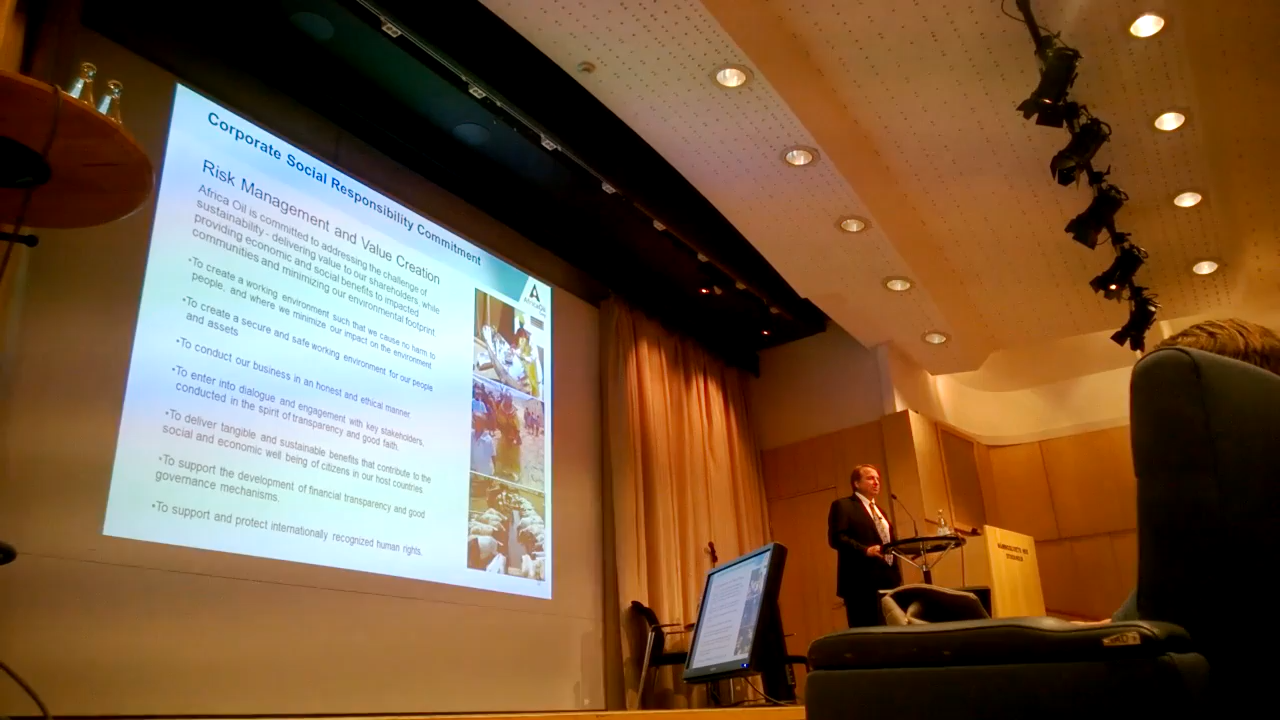 Corporate Social Responsibility Commitment
Risk Management and Value Creation
Africa Oil is committed to addressing the challenge of
sustainability - delivering value to our shareholders, while
providing economic and social benefits to impacted
communities and minimizing our environmental footprint.
•To create a working environment such that we cause no harm to
people, and where we minimize our impact on the environment.
•To create a secure and safe working environment for our people
and assets
•To conduct our business in an honest and ethical manner.
•To enter into dialogue and engagement with key stakeholders,
conducted in the spirit of transparency and good faith.
•To deliver tangible and sustainable benefits that contribute to the
social and economic well being of citizens in our host countries.
•To support the development of financial transparency and good
governance mechanisms.
•To support and protect internationally recognized human rights.
AfricaOil